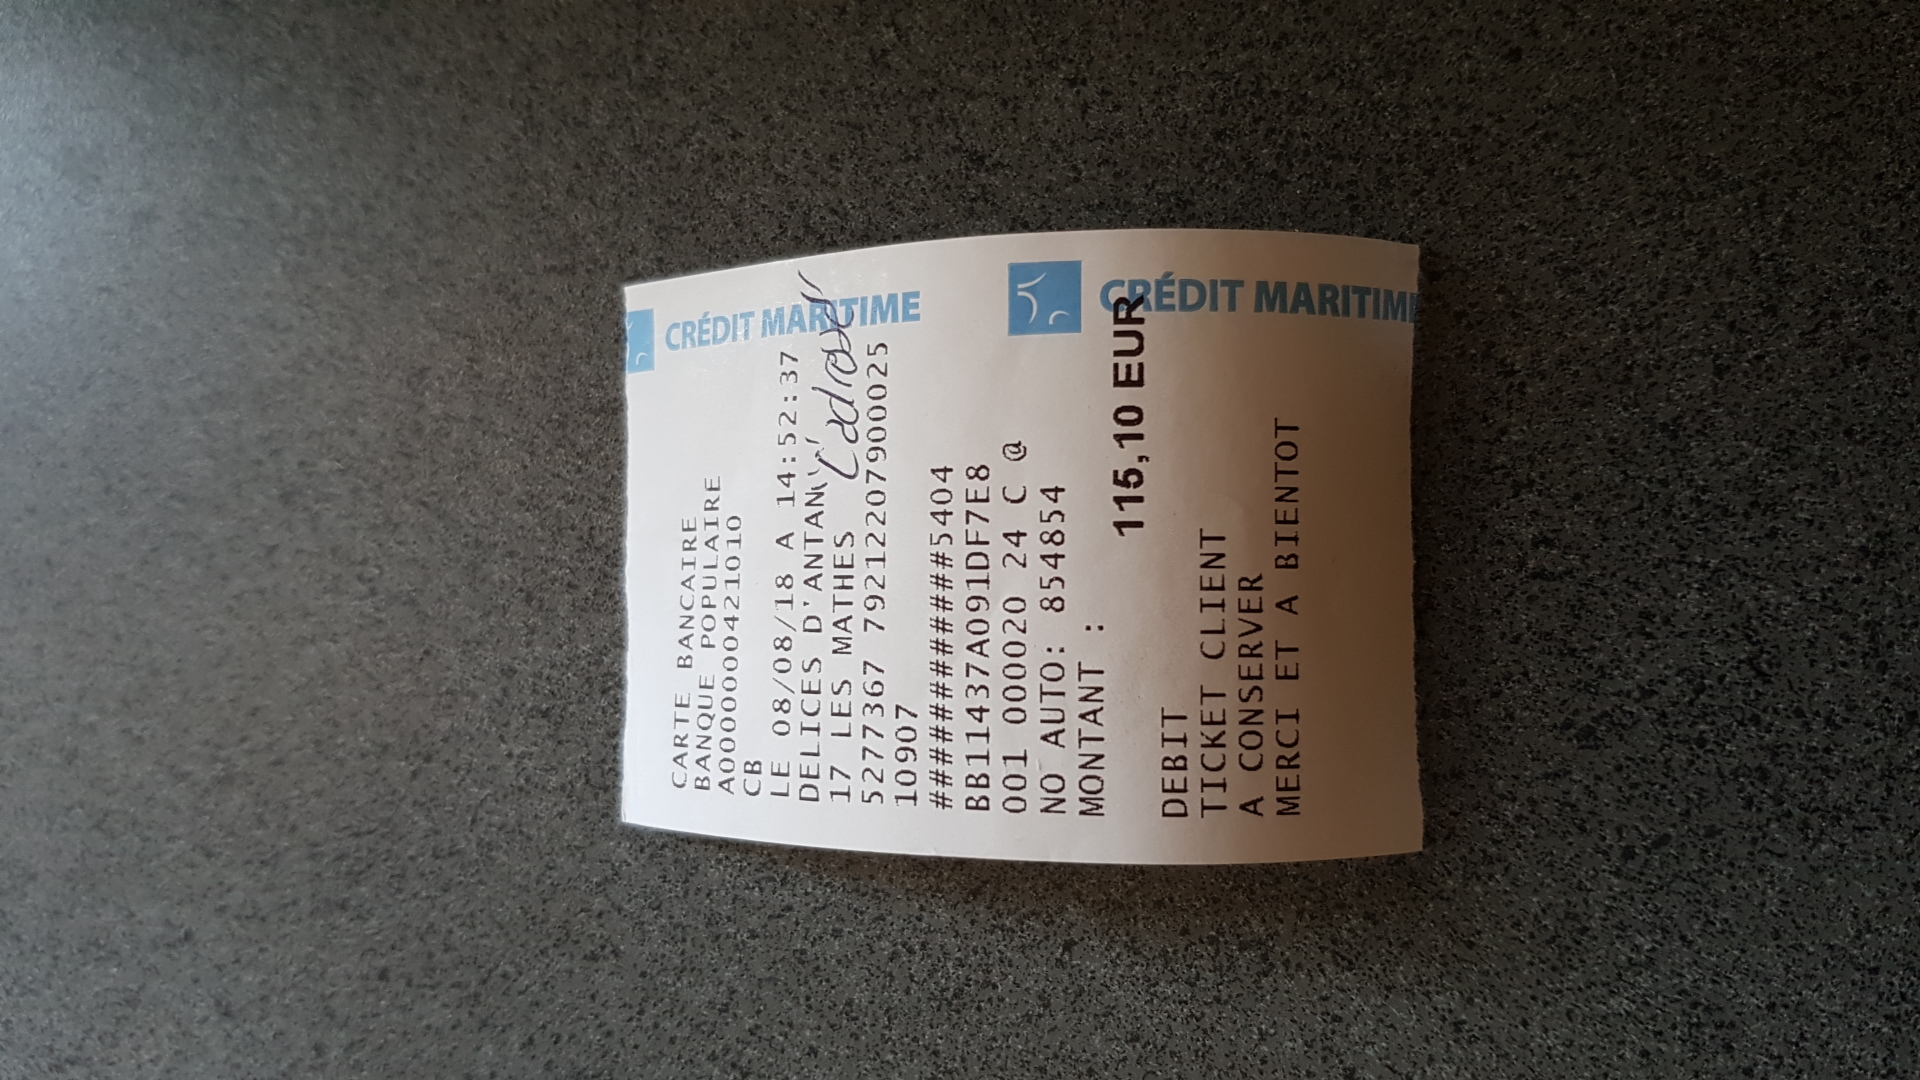 CRÉDIT MARITIME
CARTE BANCAIRE
BANQUE POPULAIRE
A0000000421010
CB
LE 08/08/18 A 14:52:37
DELICES D'ANTAN
17 LES MATHES
5277367 79212207900025
10907
############5404
BB11437A091DF7E8
001 000020 24 C @
NO AUTO: 854854
MONTANT :
115,10 EUR
CRÉDIT MARITIME
DEBIT
TICKET CLIENT
A CONSERVER
MERCI ET A BIENTOT